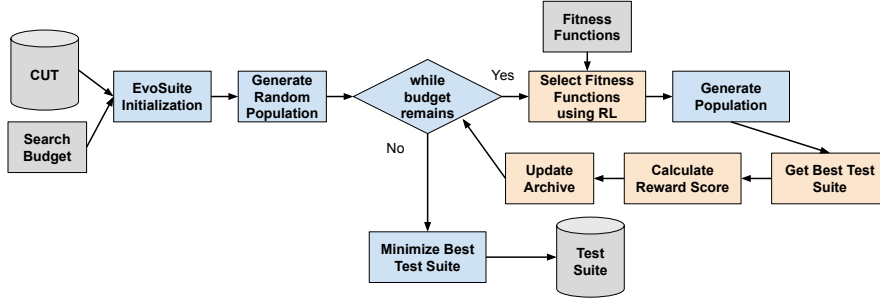 CUT
Search
Budget
EvoSuite
Initialization
Generate
Random
Population
while
budget
remains
Yes
No
Fitness
Functions
Select Fitness
Functions
using RL
Generate
Population
Get Best Test
Suite
Calculate
Reward Score
Update
Archive
Minimize Best
Test Suite
Test
Suite